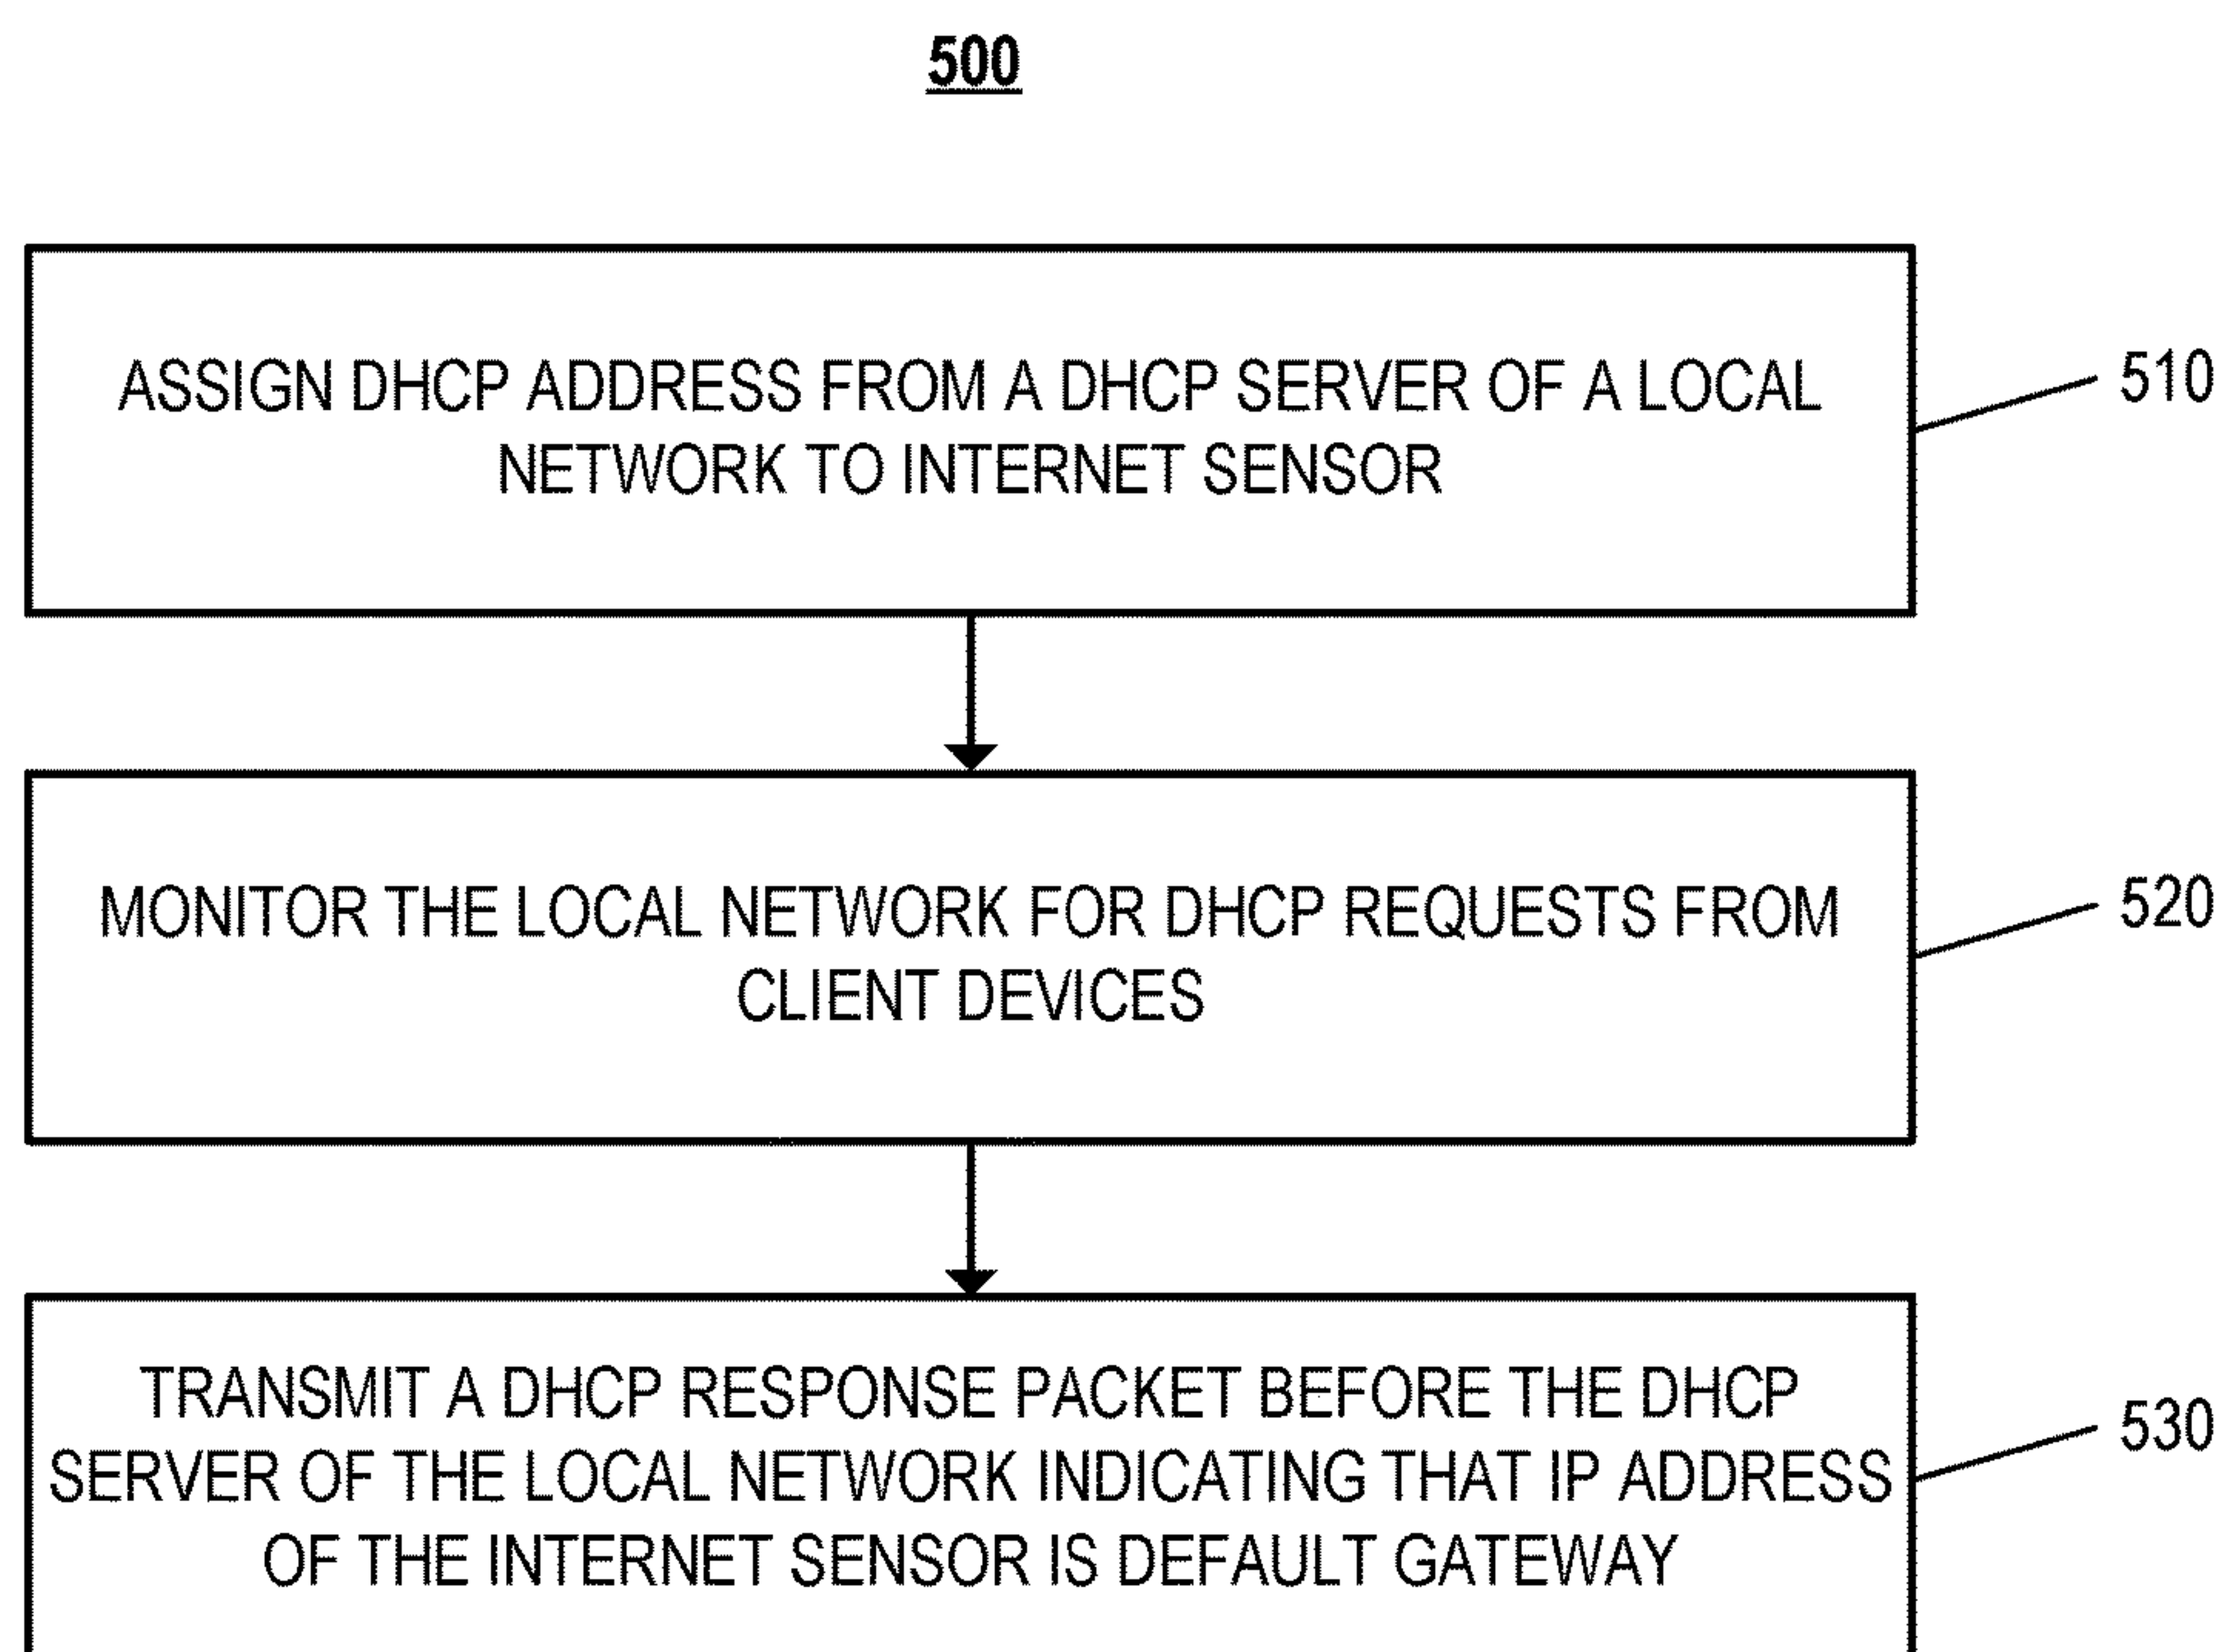 500
ASSIGN DHCP ADDRESS FROM A DHCP SERVER OF A LOCAL
NETWORK TO INTERNET SENSOR
510
MONITOR THE LOCAL NETWORK FOR DHCP REQUESTS FROM
CLIENT DEVICES
520
TRANSMIT A DHCP RESPONSE PACKET BEFORE THE DHCP
SERVER OF THE LOCAL NETWORK INDICATING THAT IP ADDRESS
OF THE INTERNET SENSOR IS DEFAULT GATEWAY
530